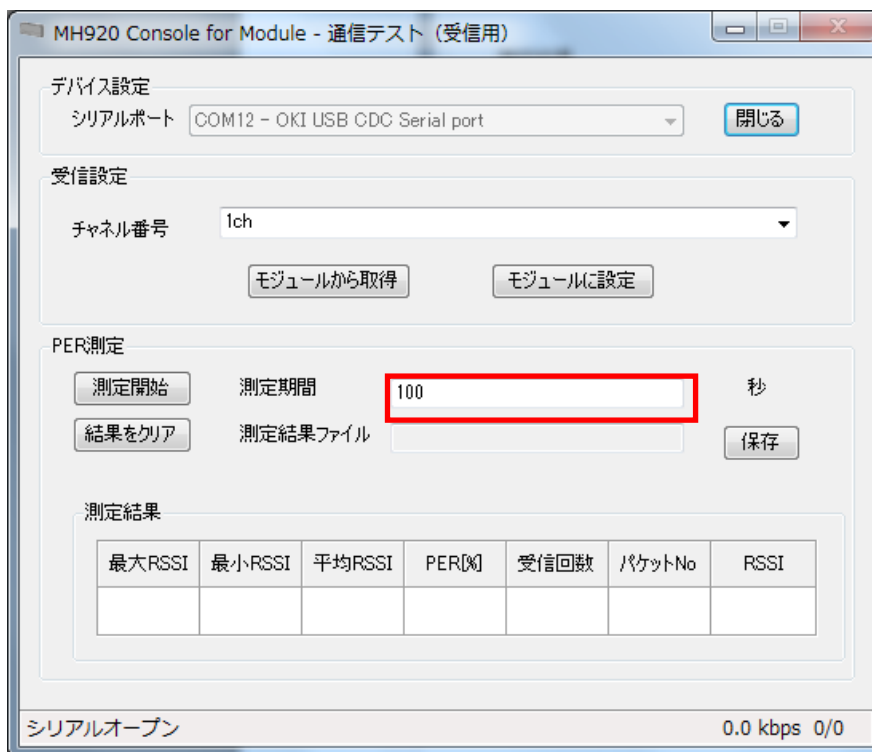 MH920 Console for Module - 通信テスト（受信用）
デバイス設定
シリアルポート COM12 - OKI USB CDC Serial port 閉じる
受信設定
チャネル番号 1ch
モジュールから取得 モジュールに設定
PER測定
測定開始 測定期間 100 秒
結果をクリア 測定結果ファイル 保存
測定結果
最大RSSI 最小RSSI 平均RSSI PER[%] 受信回数 パケットNo RSSI
シリアルオープン 0.0 kbps 0/0